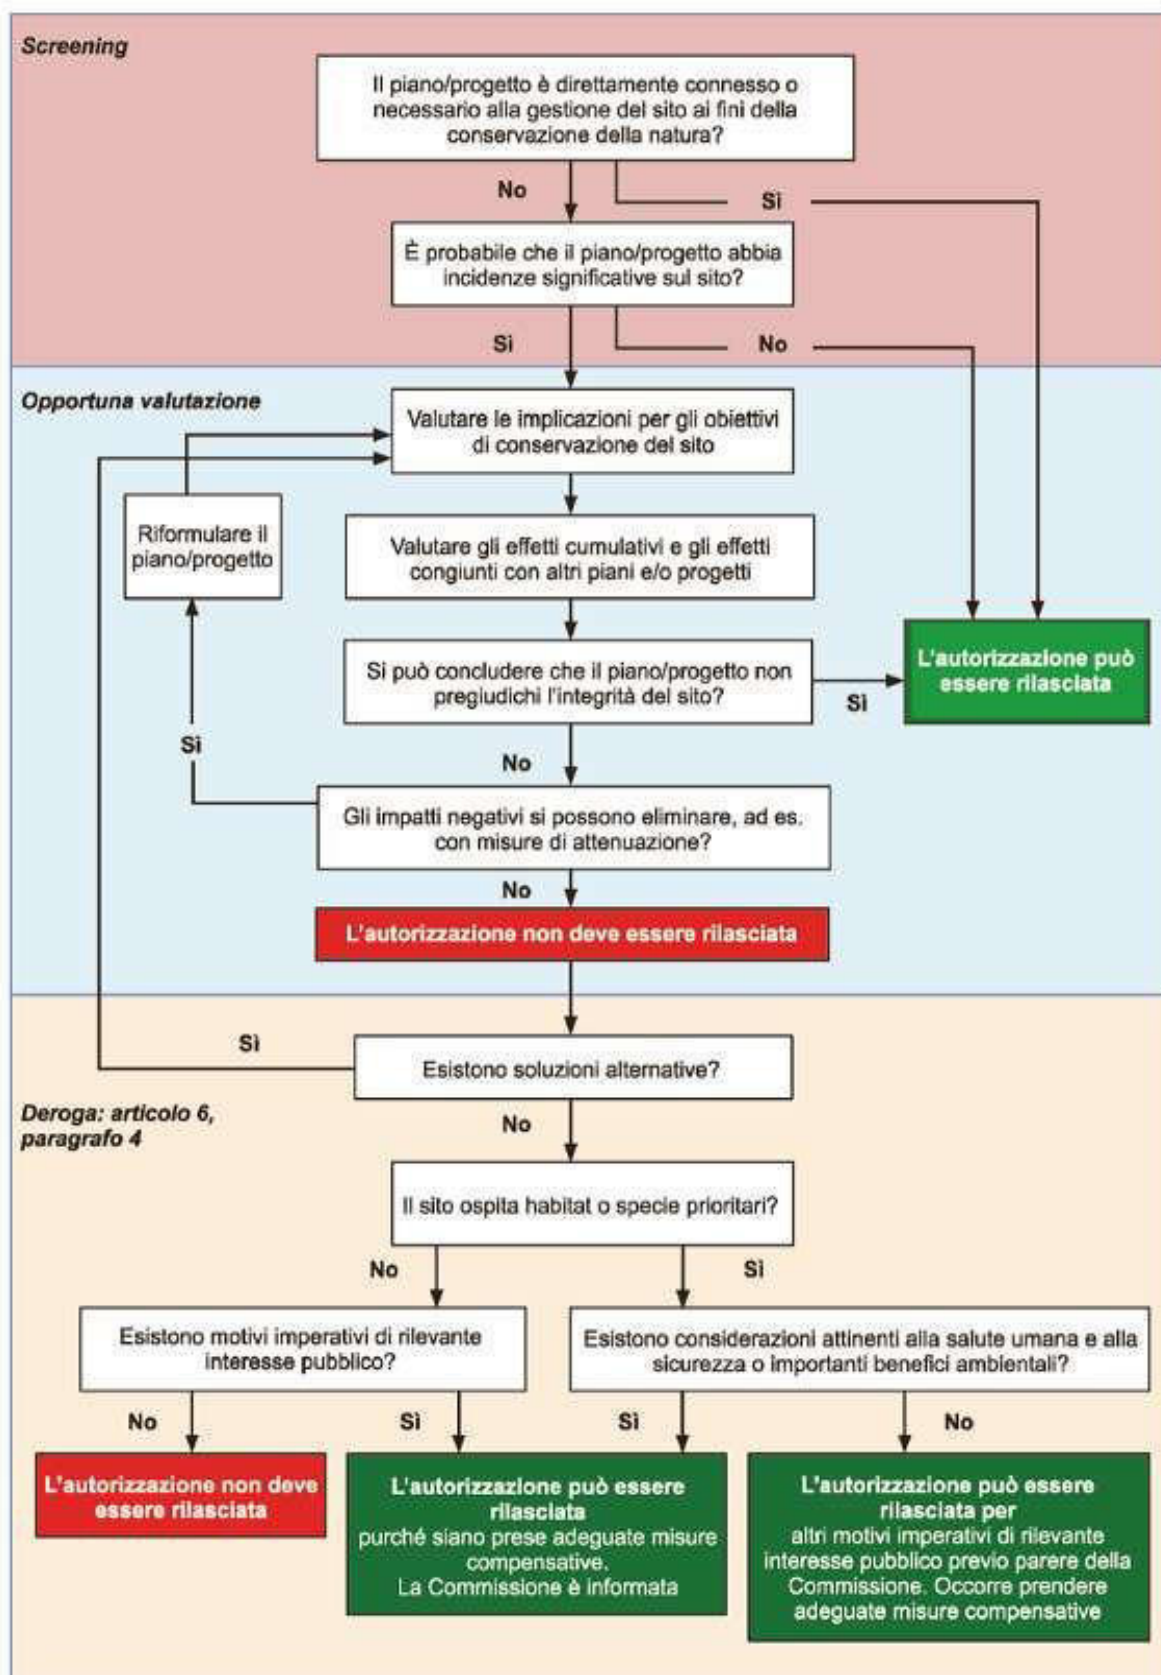 Screening
Il piano/progetto è direttamente connesso o
necessario alla gestione del sito ai fini della
conservazione della natura?
No
Sì
È probabile che il piano/progetto abbia
incidenze significative sul sito?
Sì
No
Opportuna valutazione
Valutare le implicazioni per gli obiettivi
di conservazione del sito
Riformulare il
piano/progetto
Valutare gli effetti cumulativi e gli effetti
congiunti con altri piani e/o progetti
Si può concludere che il piano/progetto non
pregiudichi l'integrità del sito?
Sì
L'autorizzazione può
essere rilasciata
Sì
No
Gli impatti negativi si possono eliminare, ad es.
con misure di attenuazione?
No
L'autorizzazione non deve essere rilasciata
Sì
Esistono soluzioni alternative?
Deroga: articolo 6,
paragrafo 4
No
Il sito ospita habitat o specie prioritari?
No
Sì
Esistono motivi imperativi di rilevante
interesse pubblico?
Esistono considerazioni attinenti alla salute umana e alla
sicurezza o importanti benefici ambientali?
No
Sì
Sì
No
L'autorizzazione non deve
essere rilasciata
L'autorizzazione può essere
rilasciata
purché siano prese adeguate misure
compensative.
La Commissione è informata
L'autorizzazione può essere
rilasciata per
altri motivi imperativi di rilevante
interesse pubblico previo parere della
Commissione. Occorre prendere
adeguate misure compensative